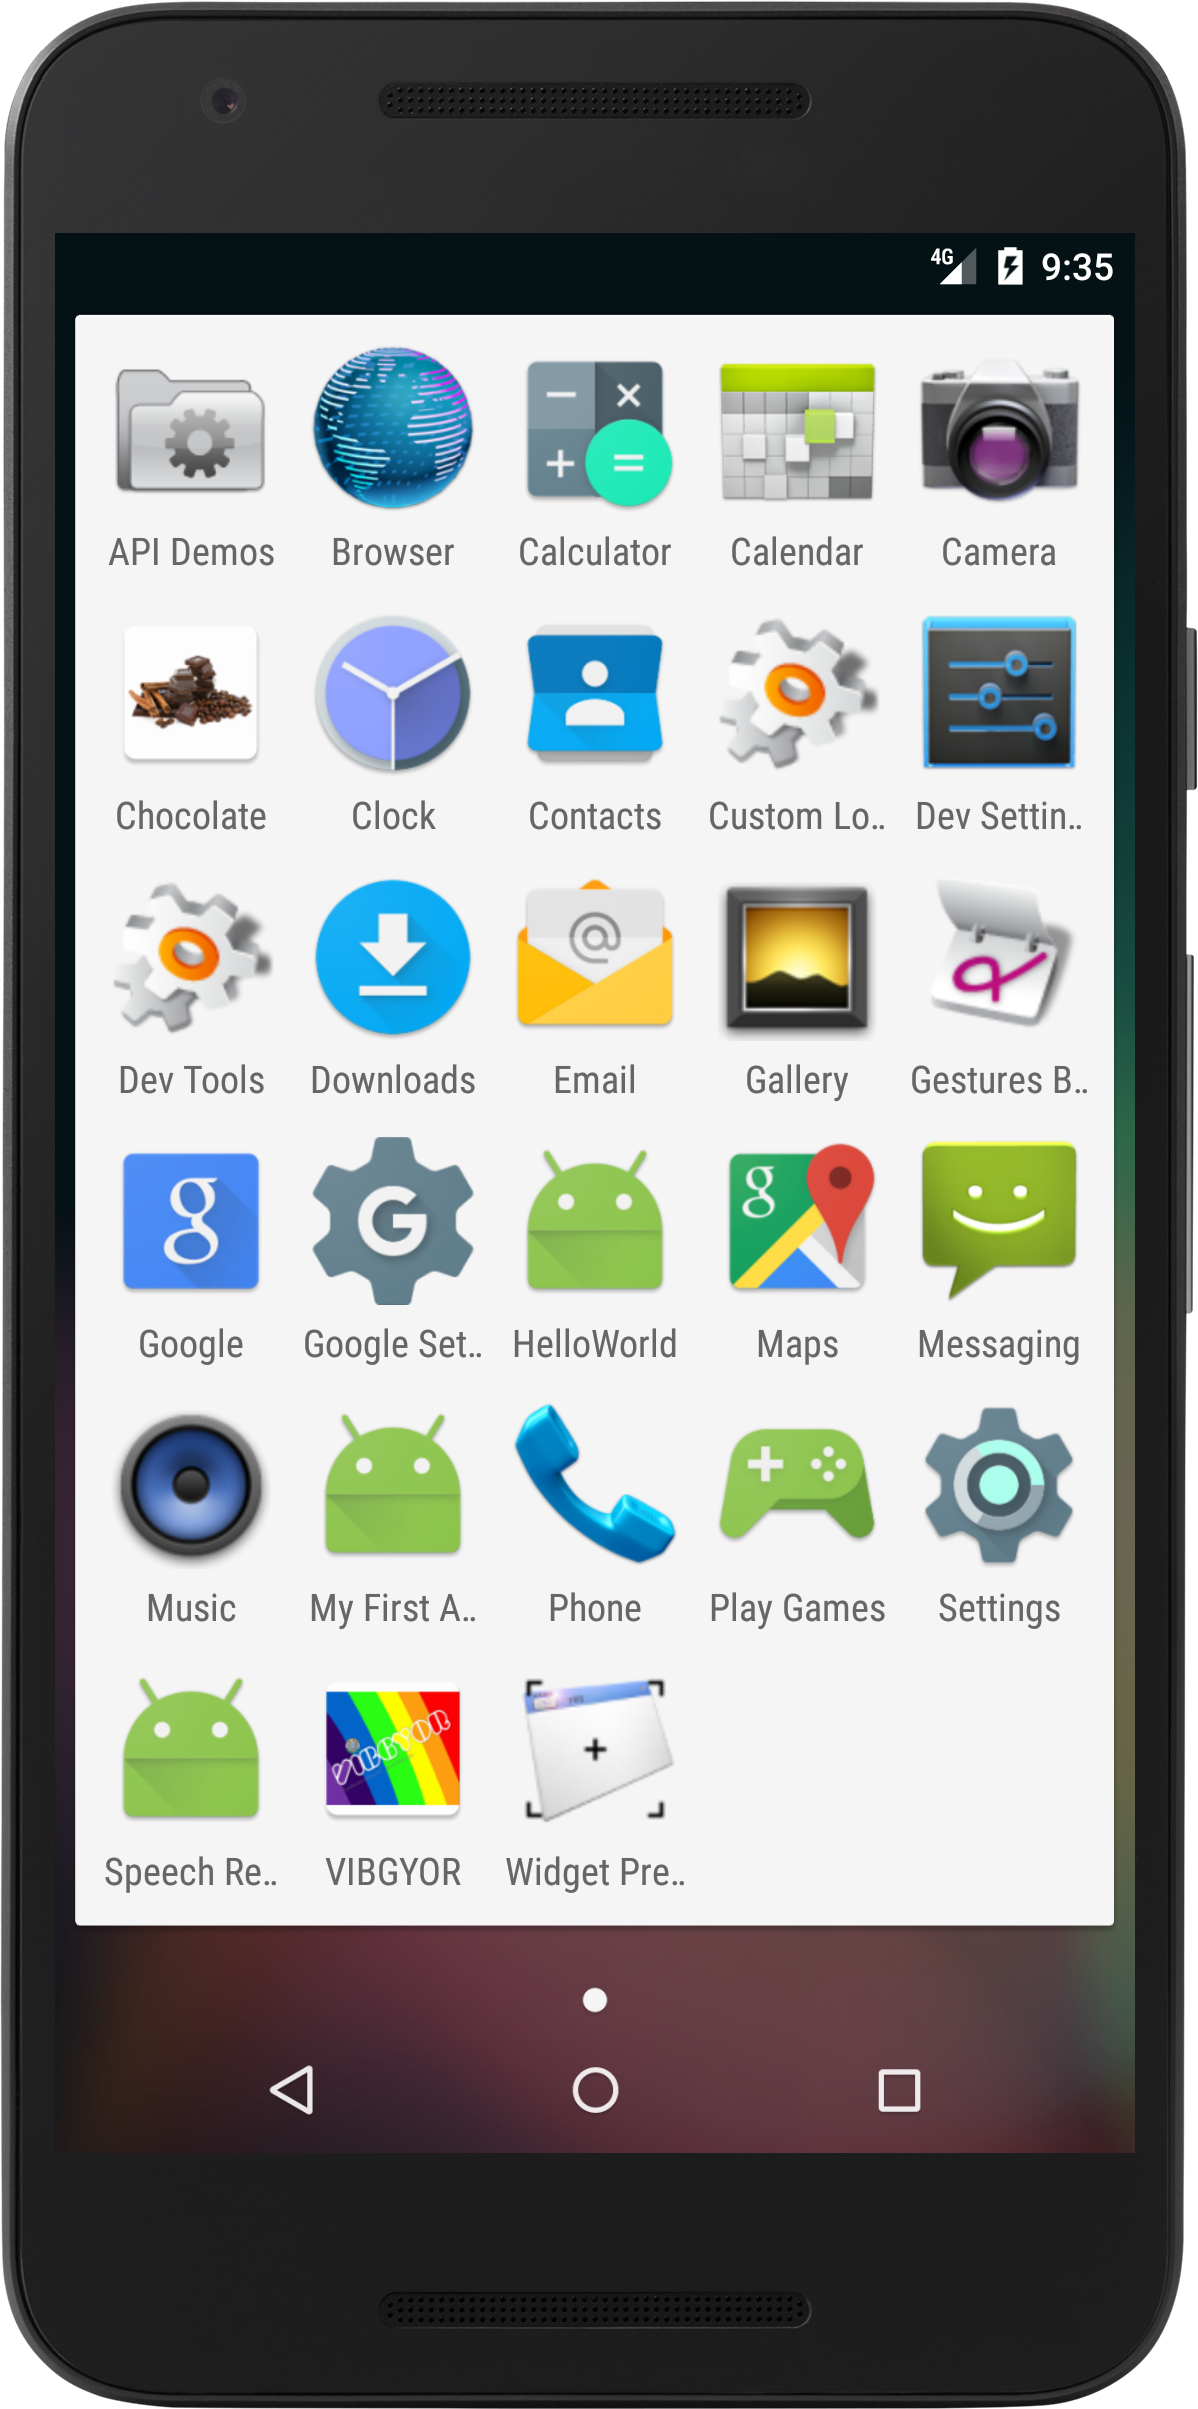 4G 9:35
API Demos Browser Calculator Calendar Camera
Chocolate Clock Contacts Custom Lo.. Dev Settin..
@
Dev Tools Downloads Email Gallery Gestures B..
g G g
Google Google Set.. HelloWorld Maps Messaging
Music My First A.. Phone Play Games Settings
VIBGYOR
Speech Re.. VIBGYOR Widget Pre..